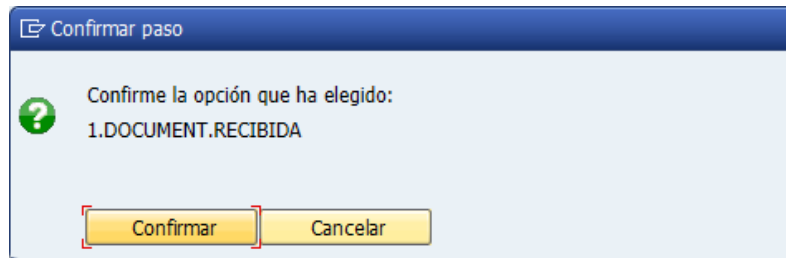 Confirmar paso
Confirme la opción que ha elegido:
1.DOCUMENT.RECIBIDA
Confirmar Cancelar